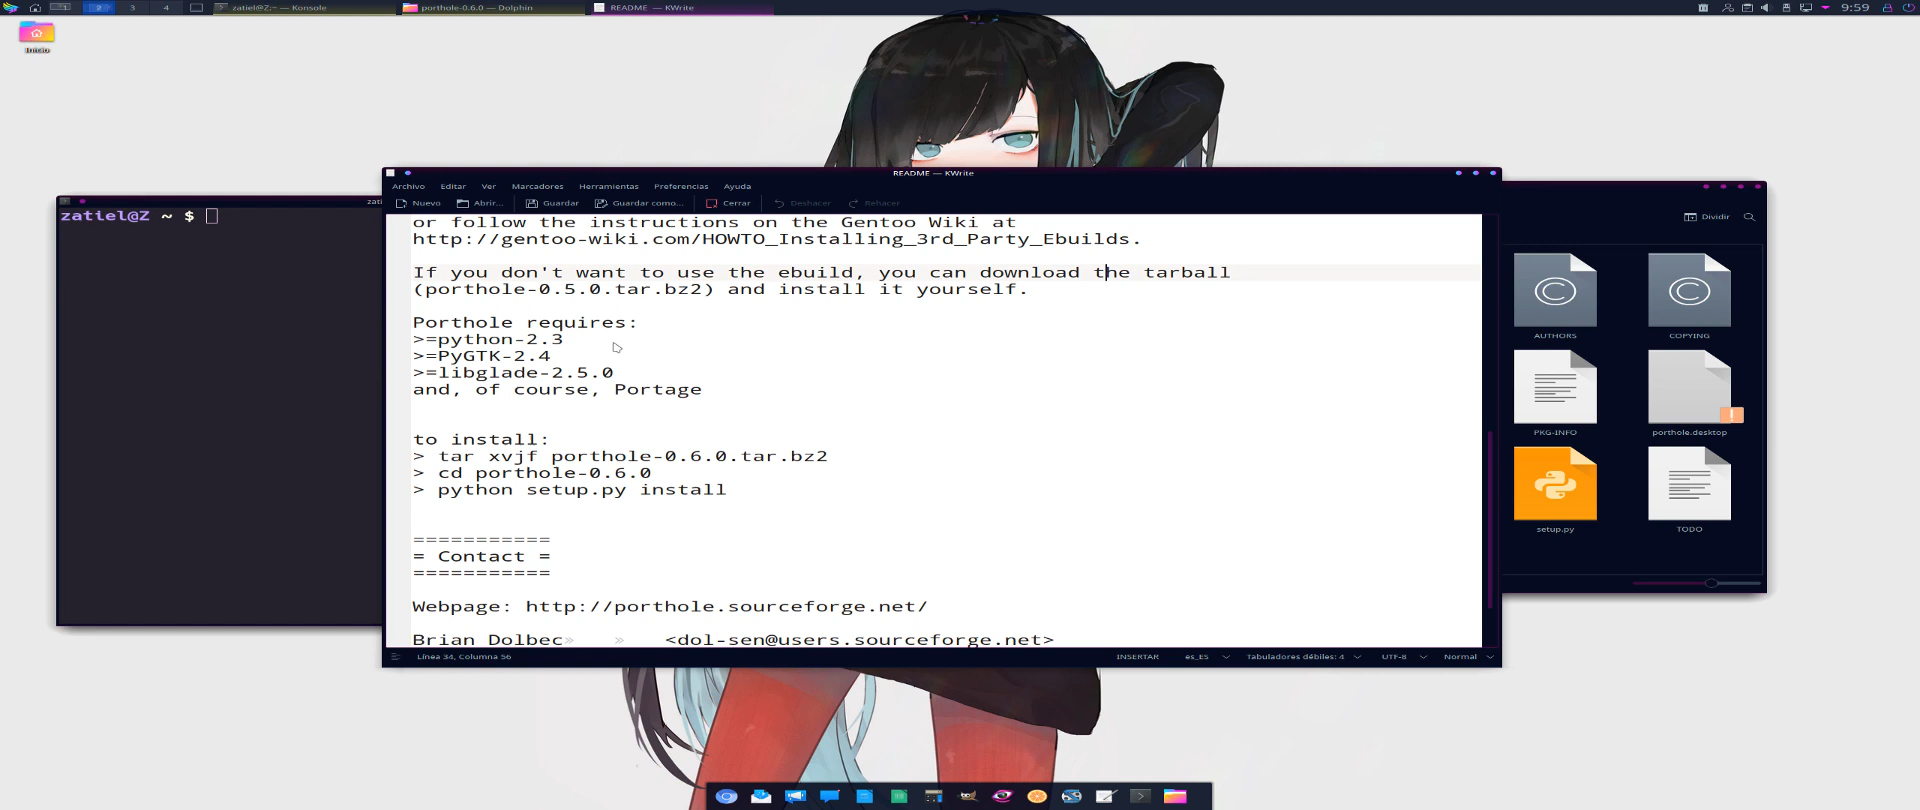 1
2
3
4
zatiel@Z:~ — Konsole
porthole-0.6.0 — Dolphin
README — KWrite
9:59
Inicio
zati
zatiel@Z ~ $
README — KWrite
Archivo Editar Ver Marcadores Herramientas Preferencias Ayuda
Nuevo Abrir... Guardar Guardar como... Cerrar Deshacer Rehacer
or follow the instructions on the Gentoo Wiki at
http://gentoo-wiki.com/HOWTO_Installing_3rd_Party_Ebuilds.
If you don't want to use the ebuild, you can download the tarball
(porthole-0.5.0.tar.bz2) and install it yourself.
Porthole requires:
>=python-2.3
>=PyGTK-2.4
>=libglade-2.5.0
and, of course, Portage
to install:
> tar xvjf porthole-0.6.0.tar.bz2
> cd porthole-0.6.0
> python setup.py install
===========
= Contact =
===========
Webpage: http://porthole.sourceforge.net/
Brian Dolbec» » <dol-sen@users.sourceforge.net>
Línea 34, Columna 56
INSERTAR es_ES Tabuladores débiles: 4 UTF-8 Normal
Dividir
AUTHORS COPYING
PKG-INFO porthole.desktop
setup.py TODO